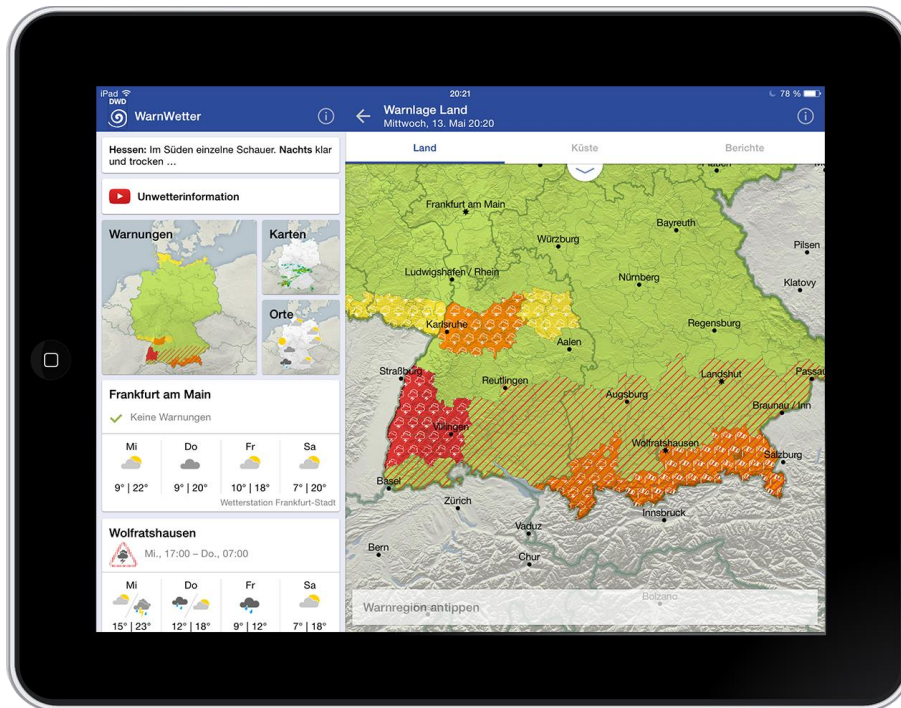 iPad
20:21
78 %
DWD
WarnWetter
Warnlage Land
Mittwoch, 13. Mai 20:20
Hessen: Im Süden einzelne Schauer. Nachts klar
und trocken ...
Unwetterinformation
Warnungen
Karten
Orte
Frankfurt am Main
Keine Warnungen
Mi Do Fr Sa
9° | 22° 9° | 20° 10° | 18° 7° | 20°
Wetterstation Frankfurt-Stadt
Wolfratshausen
Mi., 17:00 – Do., 07:00
Mi Do Fr Sa
15° | 23° 12° | 18° 9° | 12° 7° | 18°
Land Küste Berichte
Frankfurt am Main
Bayreuth
Würzburg
Pilsen
Ludwigshafen / Rhein
Nürnberg
Klatovy
Karlsruhe
Regensburg
Aalen
Straßburg
Reutlingen
Landshut
Passau
Augsburg
Braunau / Inn
Villingen
Wolfratshausen
Salzburg
Basel
Zürich
Innsbruck
Vaduz
Bern
Chur
Bolzano
Warnregion antippen